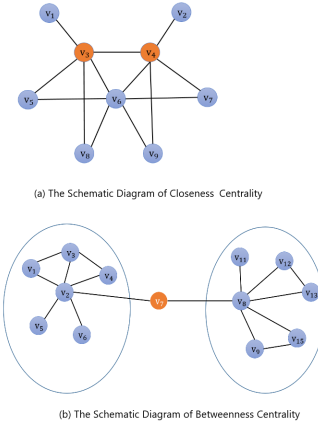 v1
v2
v3
v4
v5
v6
v7
v8
v9
(a) The Schematic Diagram of Closeness Centrality
v3
v11
v12
v1
v4
v2
v7
v8
v13
v5
v6
v9
v15
(b) The Schematic Diagram of Betweenness Centrality